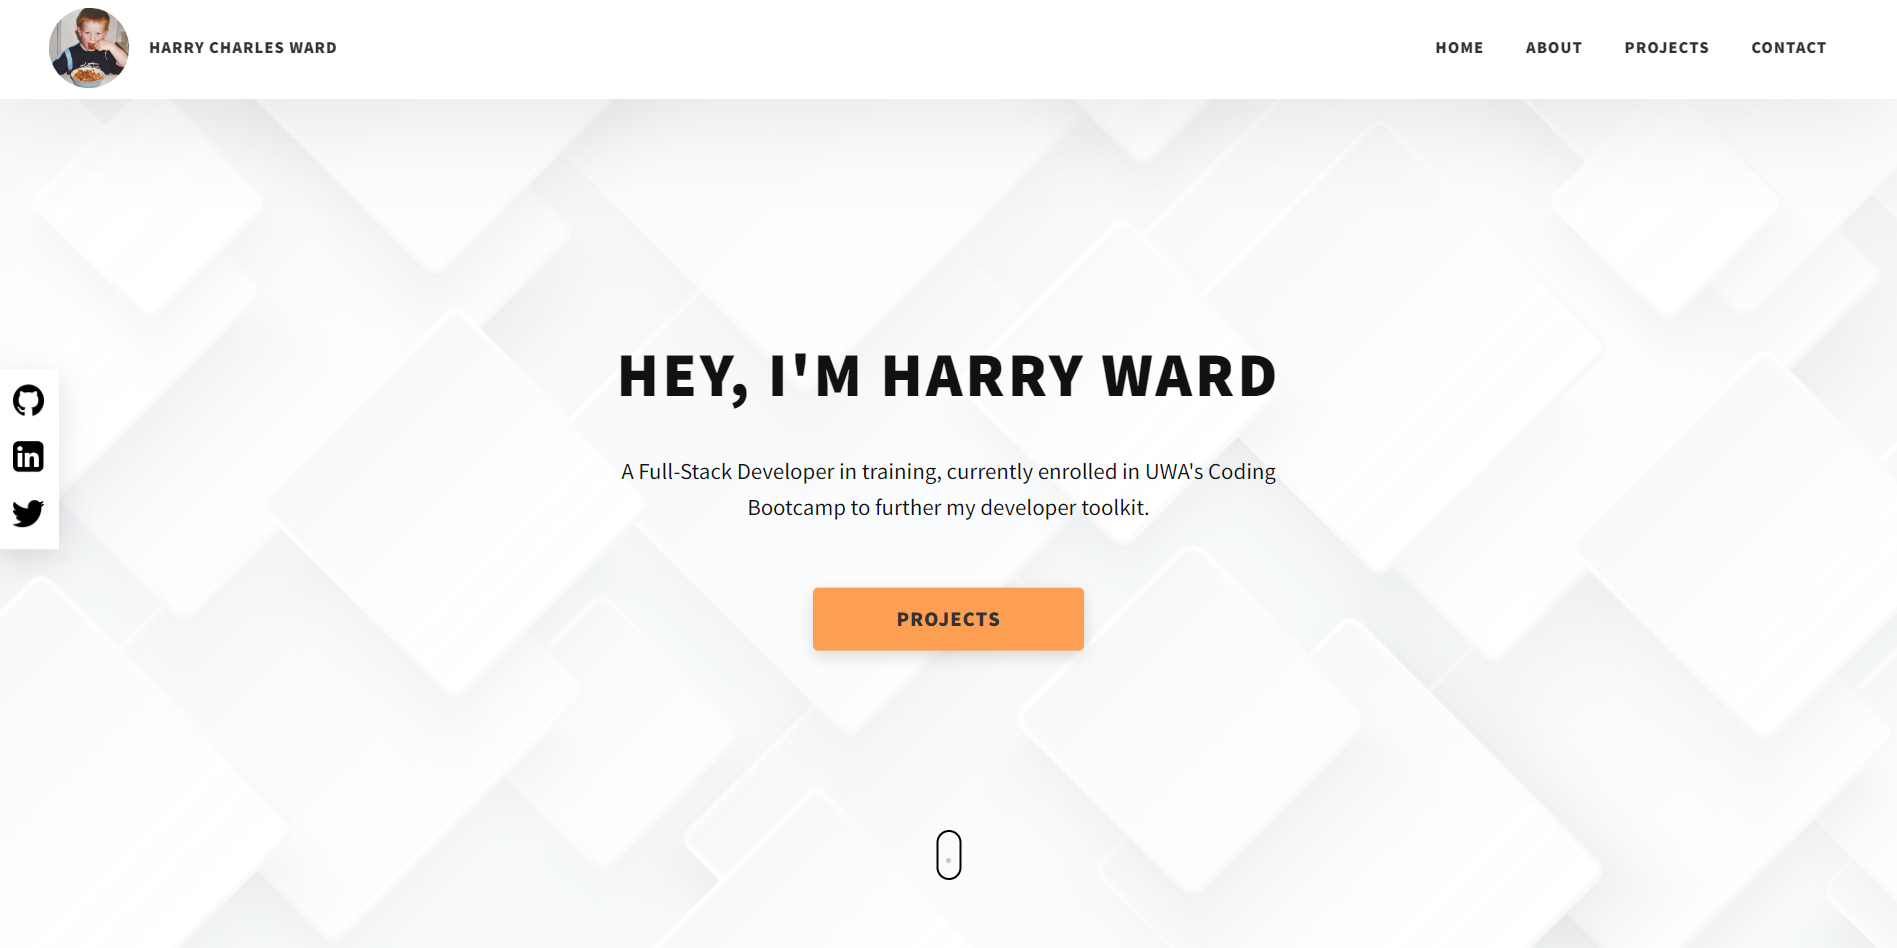 HARRY CHARLES WARD
HOME ABOUT PROJECTS CONTACT
HEY, I'M HARRY WARD
A Full-Stack Developer in training, currently enrolled in UWA's Coding
Bootcamp to further my developer toolkit.
in
PROJECTS